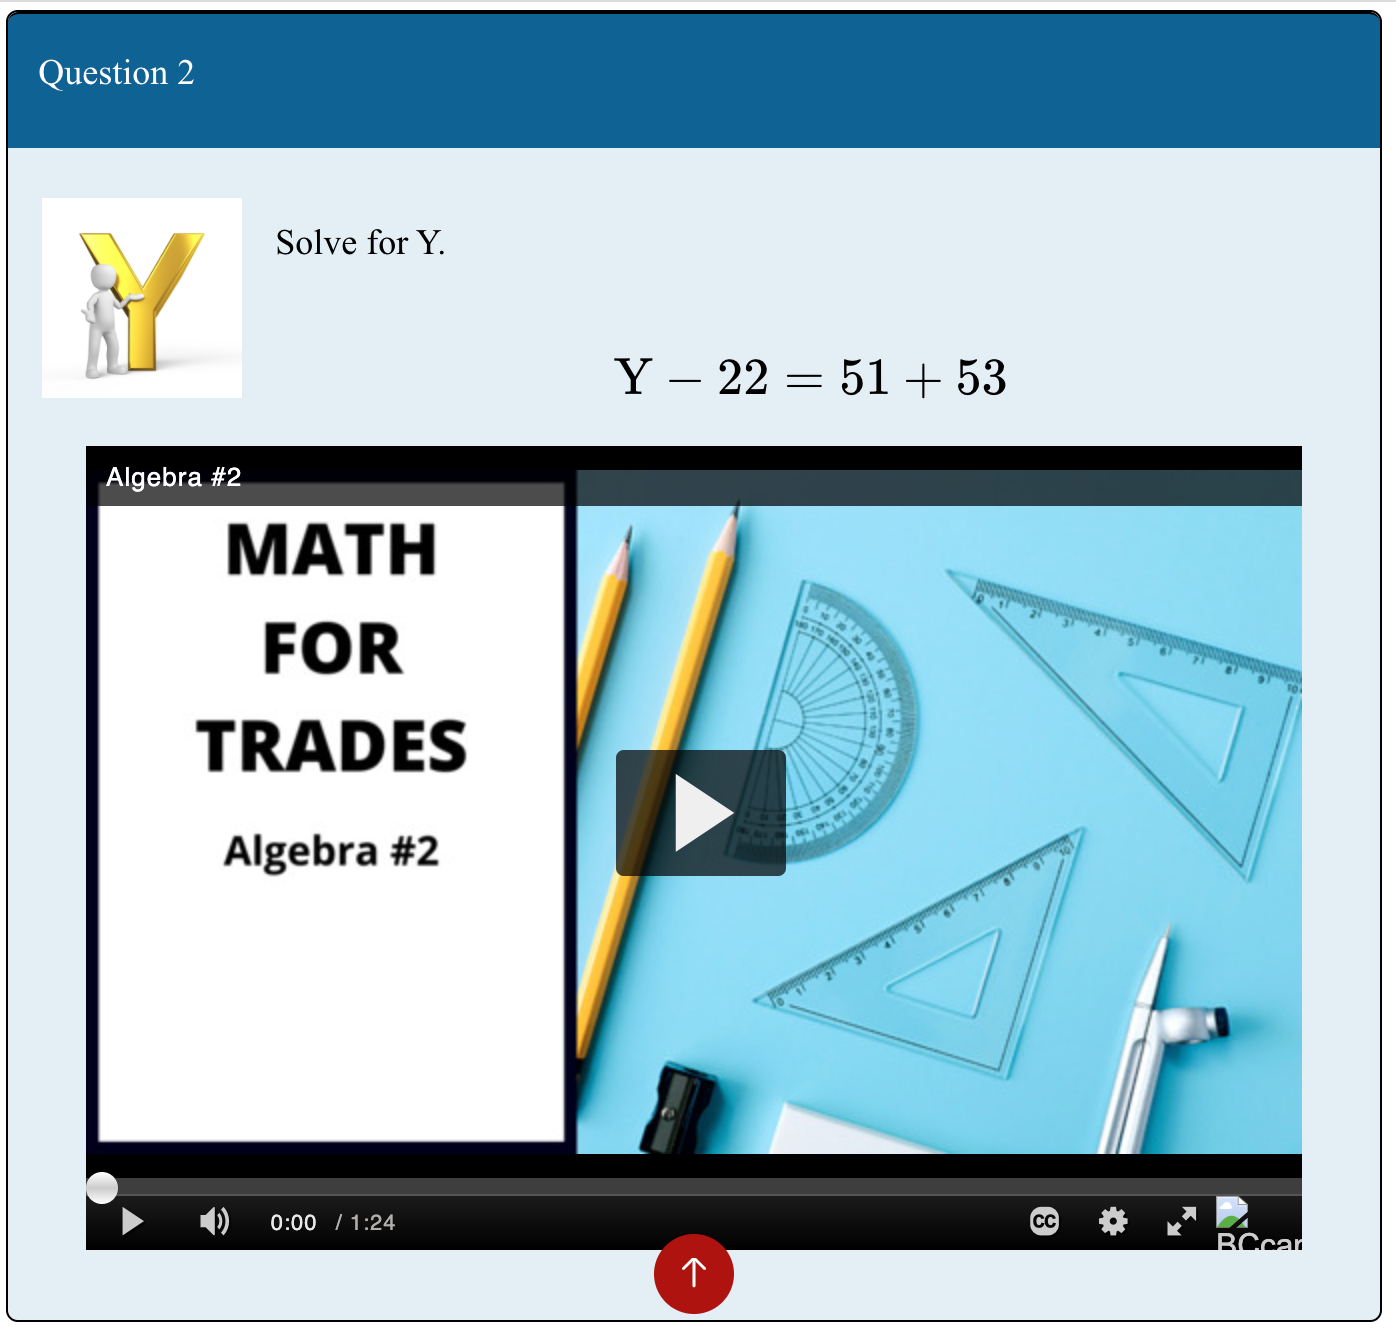 Question 2
Solve for Y.
Y − 22 = 51 + 53
Algebra #2
MATH
FOR
TRADES
Algebra #2
0:00 / 1:24
CC